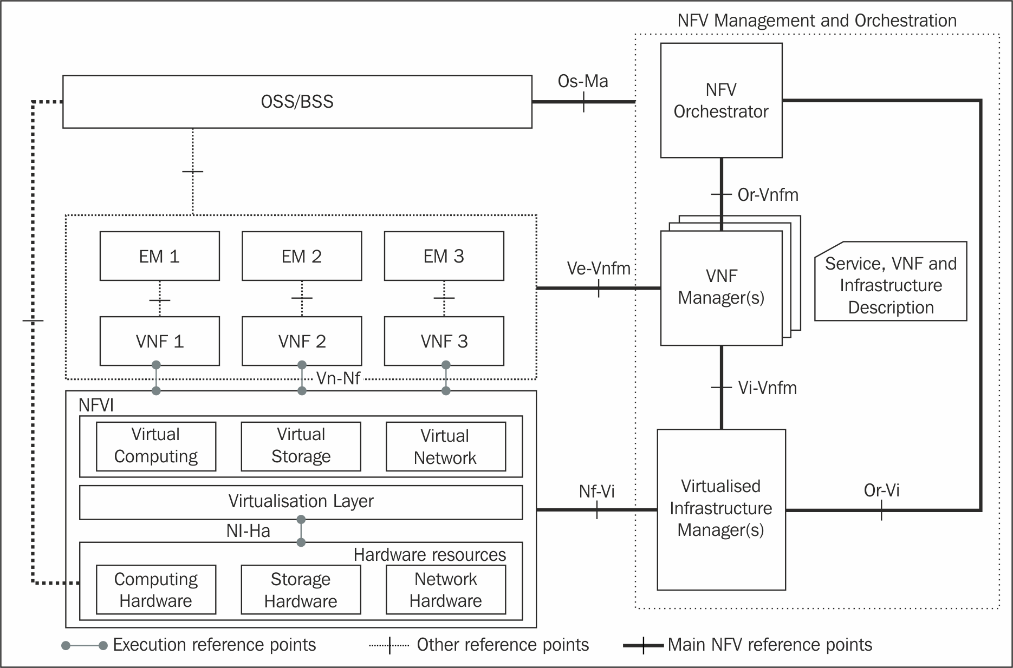 NFV Management and Orchestration
Os-Ma
NFV
Orchestrator
OSS/BSS
Or-Vnfm
EM 1
EM 2
EM 3
Ve-Vnfm
VNF
Manager(s)
Service, VNF and
Infrastructure
Description
VNF 1
VNF 2
VNF 3
Vn-Nf
Vi-Vnfm
NFVI
Virtual
Computing
Virtual
Storage
Virtual
Network
Virtualisation Layer
Nf-Vi
Virtualised
Infrastructure
Manager(s)
Or-Vi
NI-Ha
Hardware resources
Computing
Hardware
Storage
Hardware
Network
Hardware
Execution reference points
Other reference points
Main NFV reference points